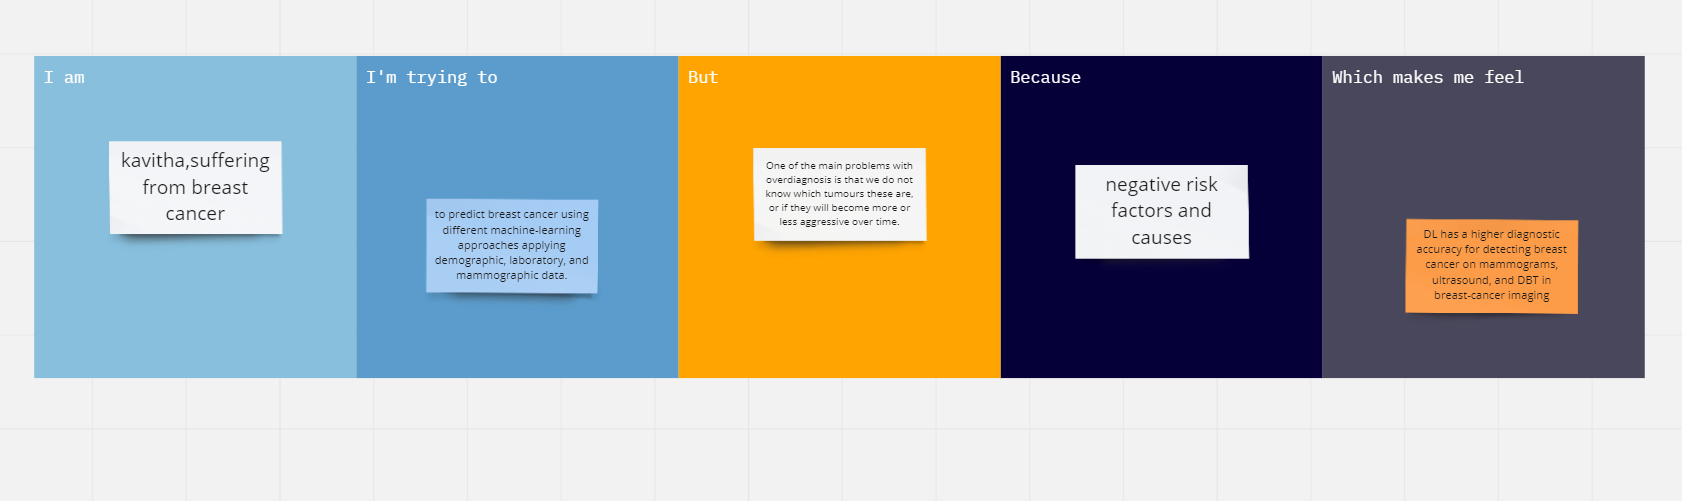 I am
kavitha,suffering
from breast
cancer
I'm trying to
to predict breast cancer using
different machine-learning
approaches applying
demographic, laboratory, and
mammographic data.
But
One of the main problems with
overdiagnosis is that we do not
know which tumours these are,
or if they will become more or
less aggressive over time.
Because
negative risk
factors and
causes
Which makes me feel
DL has a higher diagnostic
accuracy for detecting breast
cancer on mammograms,
ultrasound, and DBT in
breast-cancer imaging